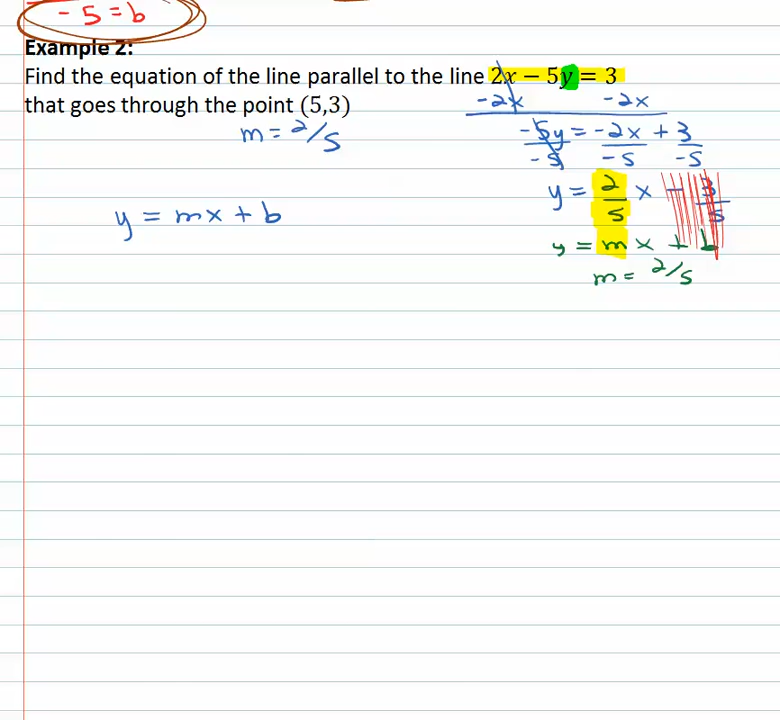 - 5 = b
Example 2:
Find the equation of the line parallel to the line 2x − 5y = 3
that goes through the point (5,3)
-2x -2x
m = 2/5
-5y = -2x + 3
-5 -5 -5
y = 2/5 x - 3/5
y = mx + b
y = m x + b
m = 2/5